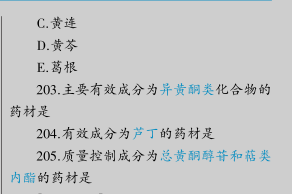 C.黄连
D.黄芩
E.葛根
203.主要有效成分为异黄酮类化合物的
药材是
204.有效成分为芦丁的药材是
205.质量控制成分为总黄酮醇苷和萜类
内酯的药材是